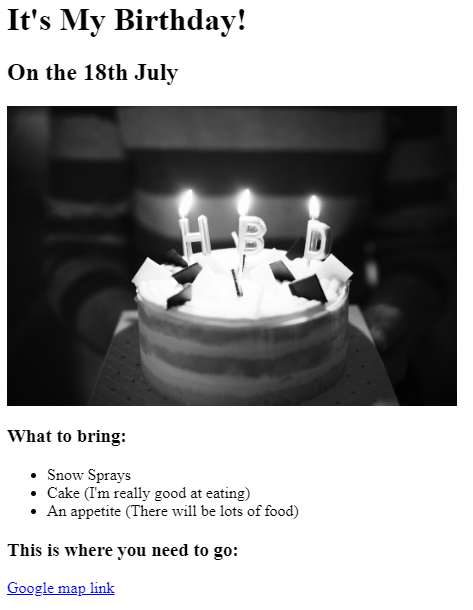 It's My Birthday!
On the 18th July
H B D
What to bring:
Snow Sprays
Cake (I'm really good at eating)
An appetite (There will be lots of food)
This is where you need to go:
Google map link